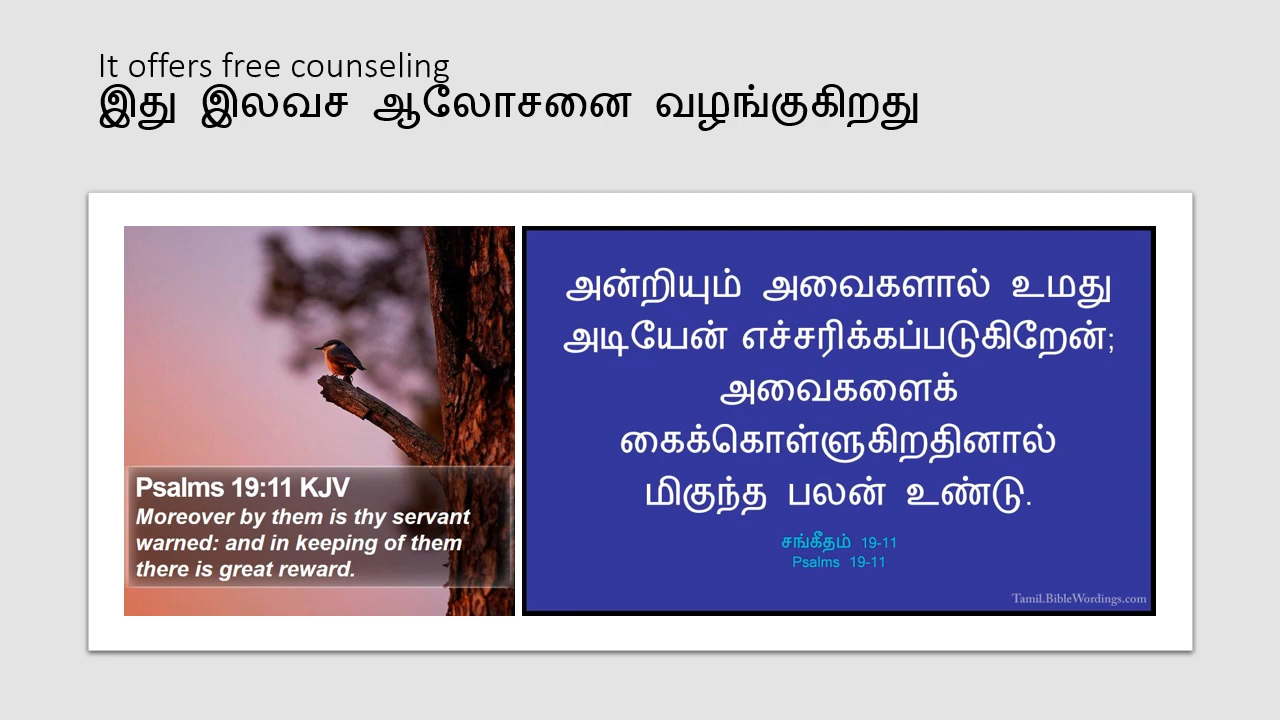 It offers free counseling
இது இலவச ஆலோசனை வழங்குகிறது
Psalms 19:11 KJV
Moreover by them is thy servant
warned: and in keeping of them
there is great reward.
அன்றியும் அவைகளால் உமது
அடியேன் எச்சரிக்கப்படுகிறேன்;
அவைகளைக்
கைக்கொள்ளுகிறதினால்
மிகுந்த பலன் உண்டு.
சங்கீதம் 19-11
Psalms 19-11
Tamil.BibleWordings.com